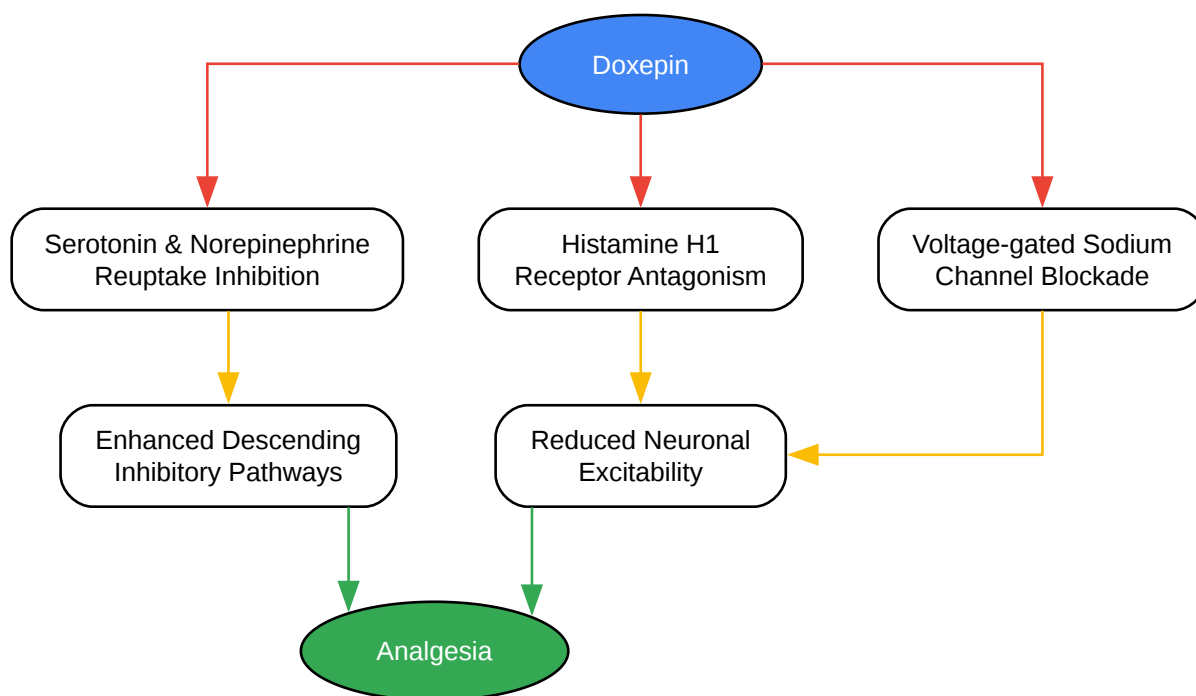 Doxepin
Serotonin & Norepinephrine
Reuptake Inhibition
Histamine H1
Receptor Antagonism
Voltage-gated Sodium
Channel Blockade
Enhanced Descending
Inhibitory Pathways
Reduced Neuronal
Excitability
Analgesia